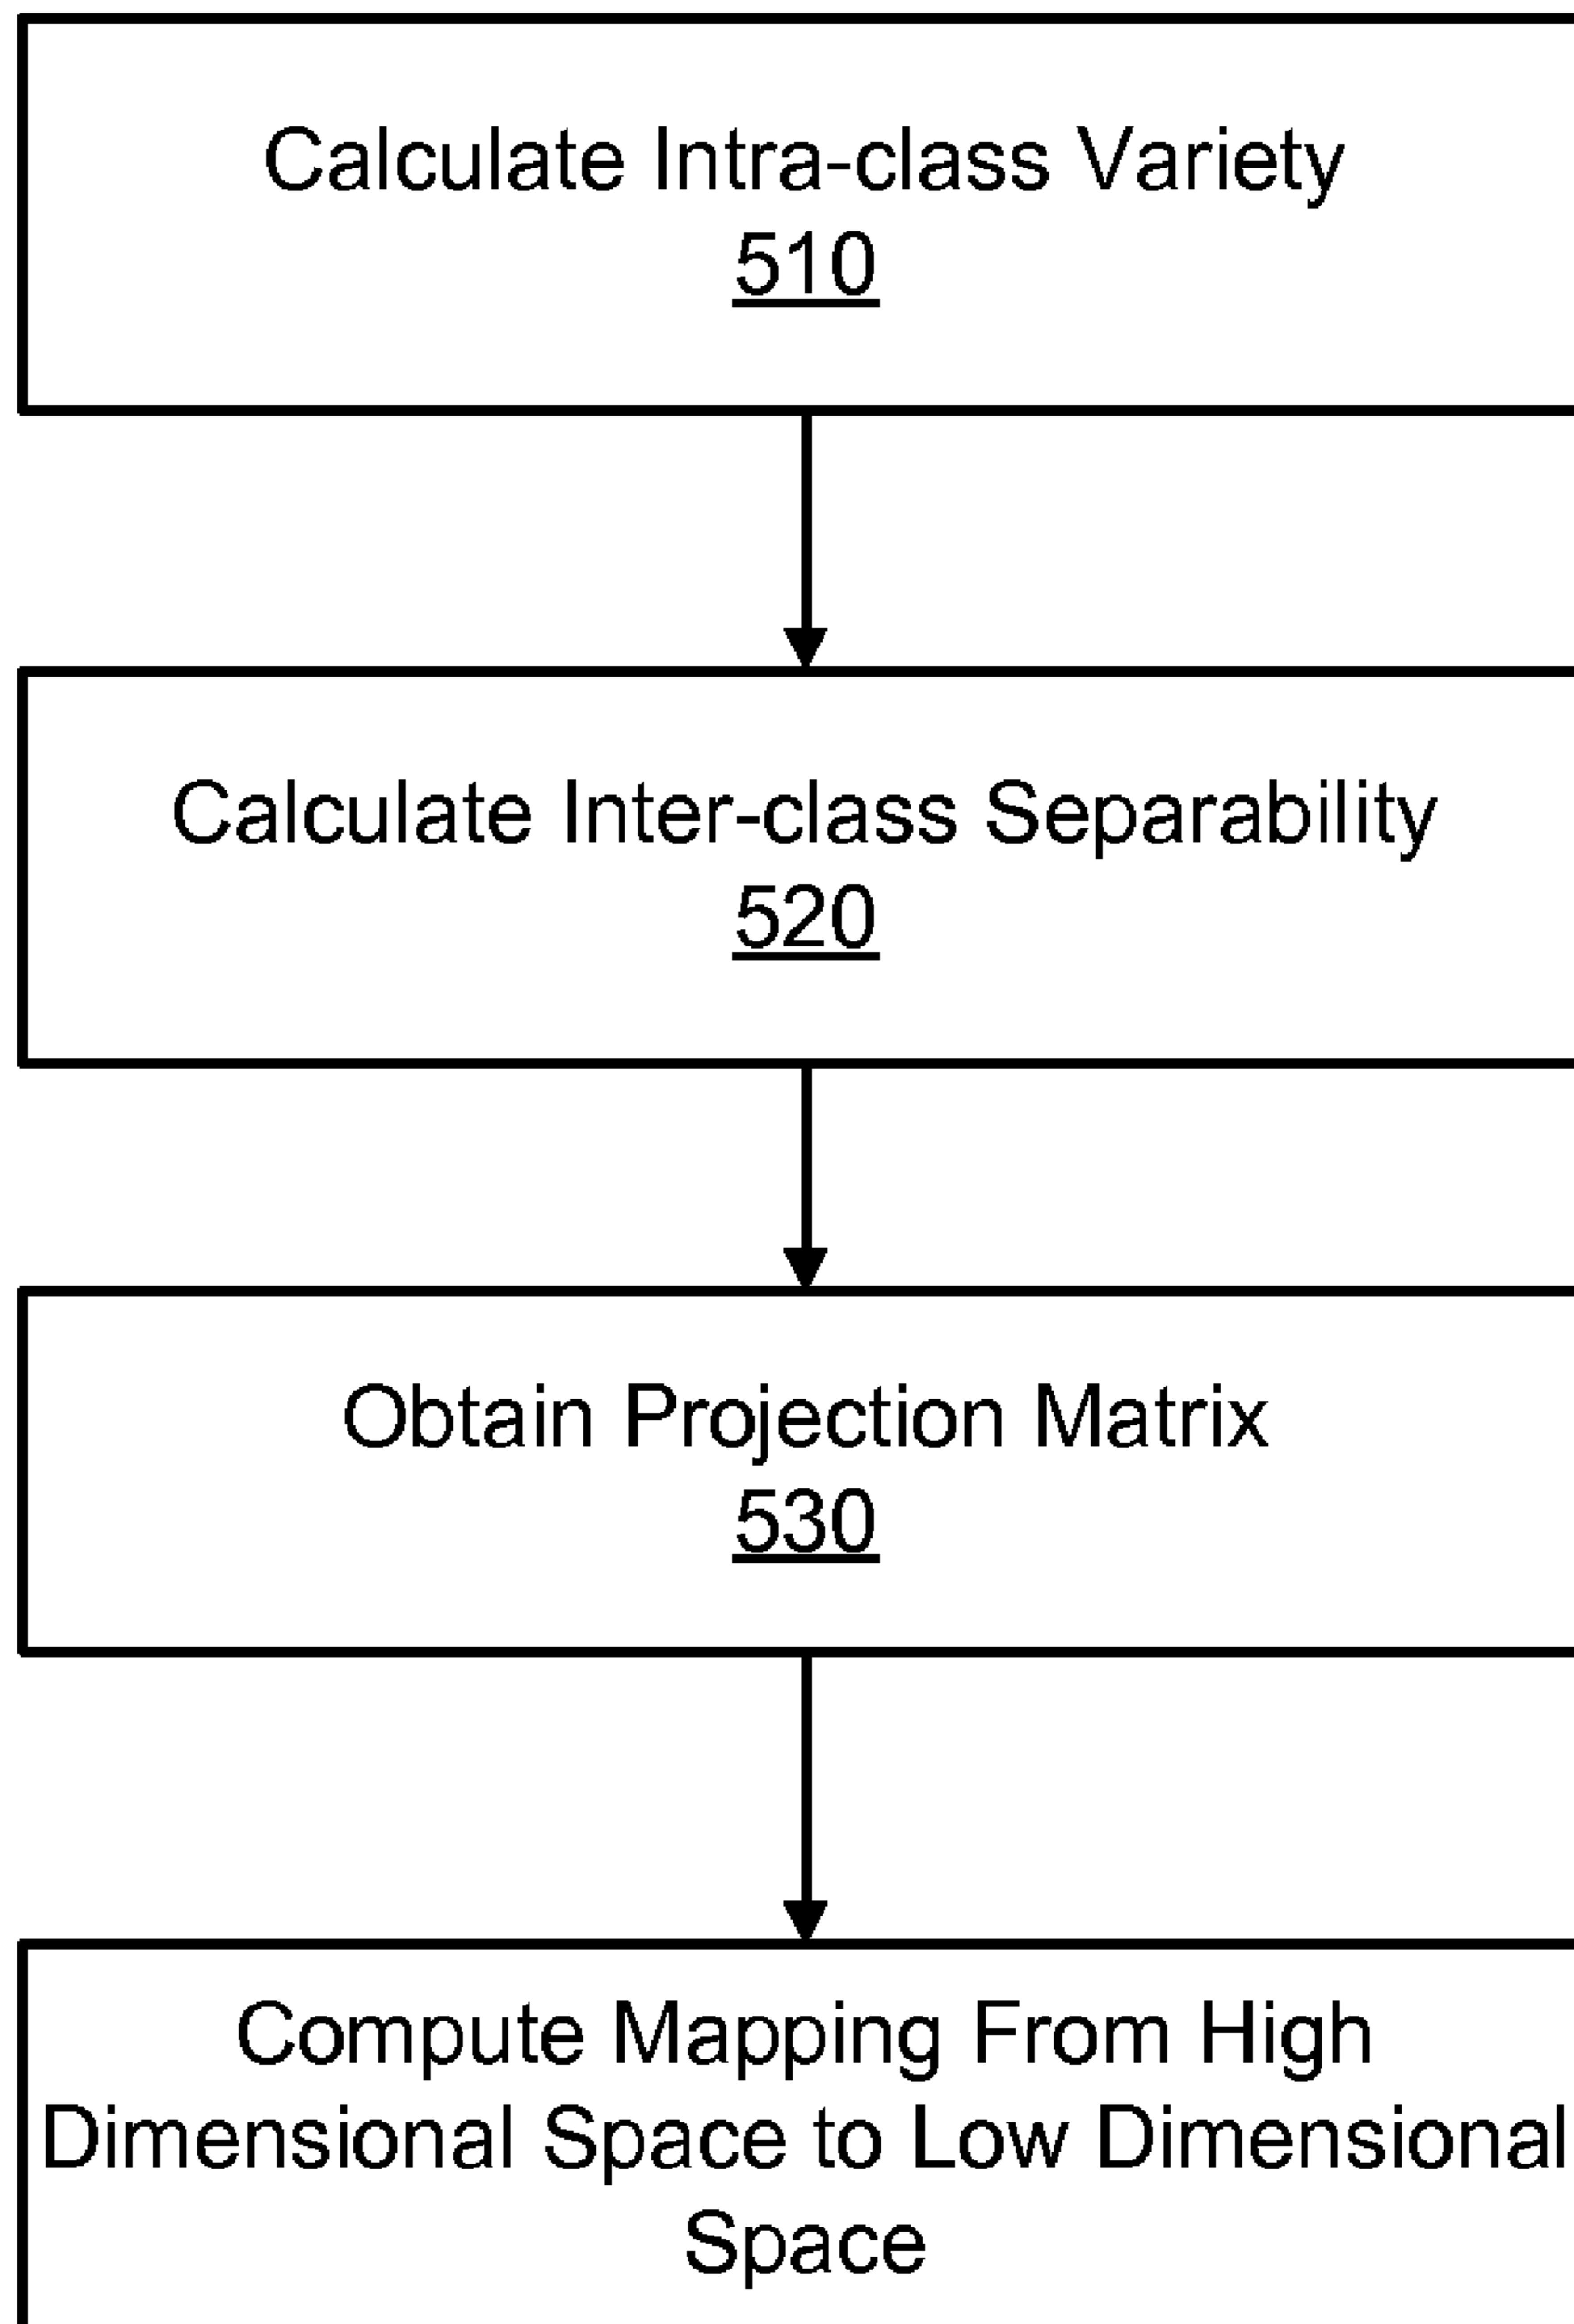 Calculate Intra-class Variety
510
Calculate Inter-class Separability
520
Obtain Projection Matrix
530
Compute Mapping From High
Dimensional Space to Low Dimensional
Space